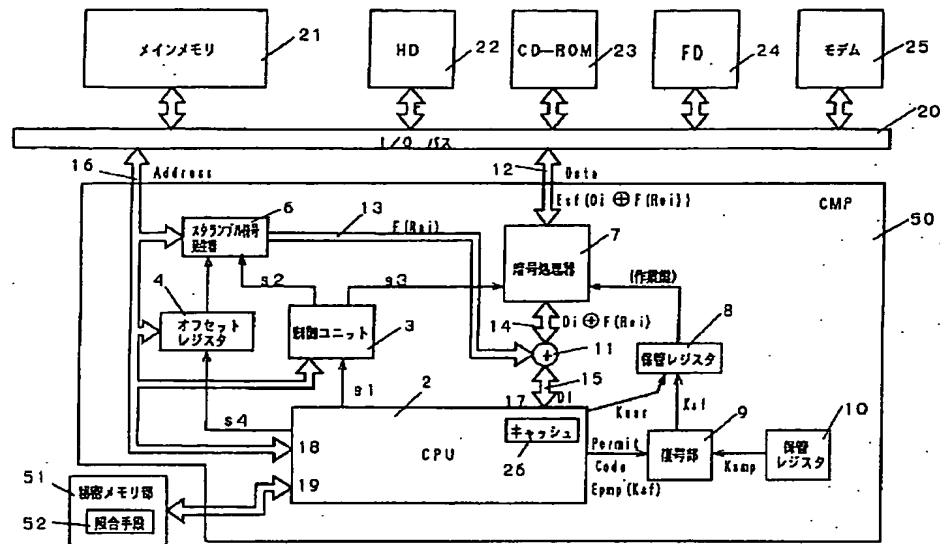 メインメモリ
21
HD
22
CD-ROM
23
FD
24
モデム
25
20
I/O バス
16
Address
12
Data
Esf(Di ⊕ F(Rei))
CMP
50
6
スクランブル符号
発生器
13
F(Rei)
7
暗号処理器
s2
s3
(作業鍵)
4
オフセット
レジスタ
制御ユニット
3
14
Di ⊕ F(Rei)
8
保管レジスタ
11
15
Di
s1
s4
2
17
キャッシュ
26
CPU
18
19
Kusr
Ksf
Permit
Code
Epmp(Ksf)
9
復号部
Ksmp
10
保管
レジスタ
51
秘密メモリ部
52
照合手段